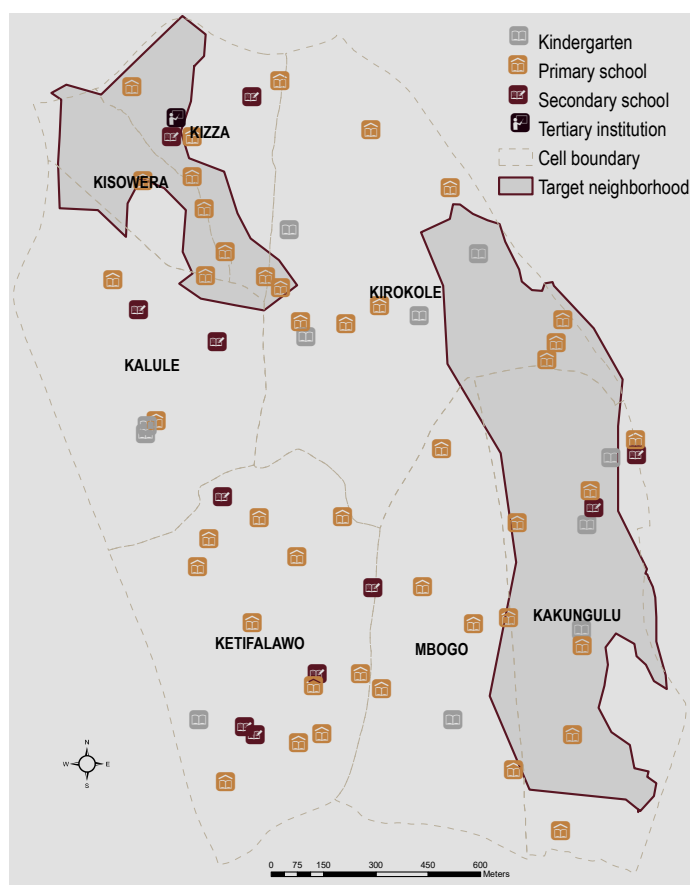 Kindergarten
Primary school
Secondary school
Tertiary institution
Cell boundary
Target neighborhood
KIZZA
KISOWERA
KIROKOLE
KALULE
KETIFALAWO
MBOGO
KAKUNGULU
N
W E
S
0 75 150 300 450 600
Meters